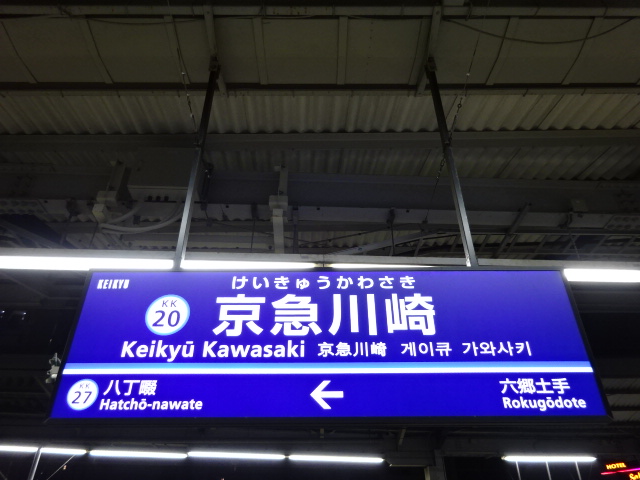 KEIKYU
けいきゅうかわさき
KK
20
京急川崎
Keikyū Kawasaki 京急川崎 게이큐 가와사키
KK
27
八丁畷
Hatchō-nawate
←
六郷土手
Rokugōdote
HOTEL